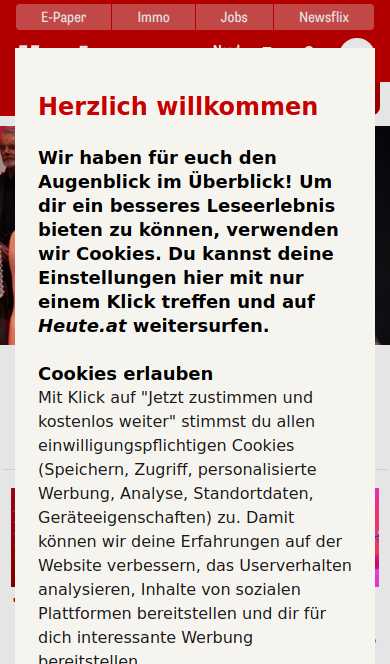 E-Paper Immo Jobs Newsflix
Herzlich willkommen
Wir haben für euch den
Augenblick im Überblick! Um
dir ein besseres Leseerlebnis
bieten zu können, verwenden
wir Cookies. Du kannst deine
Einstellungen hier mit nur
einem Klick treffen und auf
Heute.at weitersurfen.
Cookies erlauben
Mit Klick auf "Jetzt zustimmen und
kostenlos weiter" stimmst du allen
einwilligungspflichtigen Cookies
(Speichern, Zugriff, personalisierte
Werbung, Analyse, Standortdaten,
Geräteeigenschaften) zu. Damit
können wir deine Erfahrungen auf der
Website verbessern, das Userverhalten
analysieren, Inhalte von sozialen
Plattformen bereitstellen und dir für
dich interessante Werbung
bereitstellen